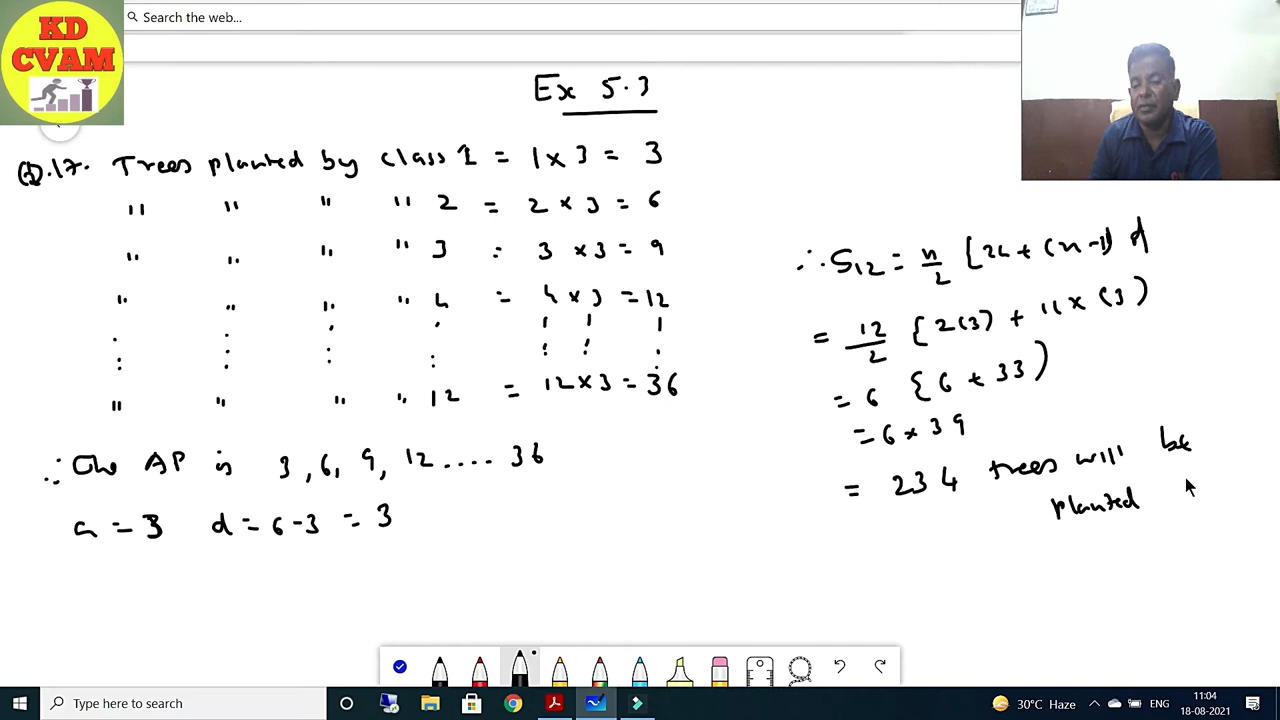 Search the web...
KD
CVAM
Ex 5.3
Q.17. Trees planted by class 1 = 1 x 3 = 3
" " " " 2 = 2 x 3 = 6
" " " " 3 = 3 x 3 = 9
" " " " 4 = 4 x 3 = 12
" " " " 12 = 12 x 3 = 36
∴ The AP is 3, 6, 9, 12 .... 36
a = 3 d = 6-3 = 3
∴ S12 = n/2 [2a + (n-1) d
= 12/2 { 2(3) + 11 x (3)
= 6 { 6 + 33 )
= 6 x 39
= 234 trees will be
planted
Type here to search
30°C Haze
ENG
11:04
18-08-2021